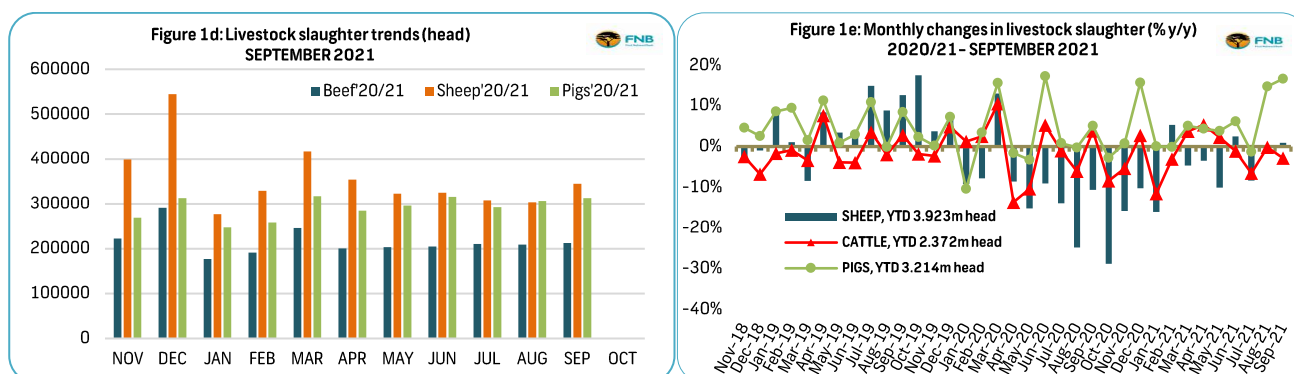 Figure 1d: Livestock slaughter trends (head)
SEPTEMBER 2021
FNB
600000
500000
400000
300000
200000
100000
0
Beef'20/21
Sheep'20/21
Pigs'20/21
NOV DEC JAN FEB MAR APR MAY JUN JUL AUG SEP OCT
Figure 1e: Monthly changes in livestock slaughter (% y/y)
2020/21 – SEPTEMBER 2021
FNB
20%
10%
0%
-10%
-20%
-30%
-40%
SHEEP, YTD 3.923m head
CATTLE, YTD 2.372m head
PIGS, YTD 3.214m head
Nov-18 Dec-18 Jan-19 Feb-19 Mar-19 Apr-19 May-19 Jun-19 Jul-19 Aug-19 Sep-19 Oct-19 Nov-19 Dec-19 Jan-20 Feb-20 Mar-20 Apr-20 May-20 Jun-20 Jul-20 Aug-20 Sep-20 Oct-20 Nov-20 Dec-20 Jan-21 Feb-21 Mar-21 Apr-21 May-21 Jun-21 Jul-21 Aug-21 Sep-21